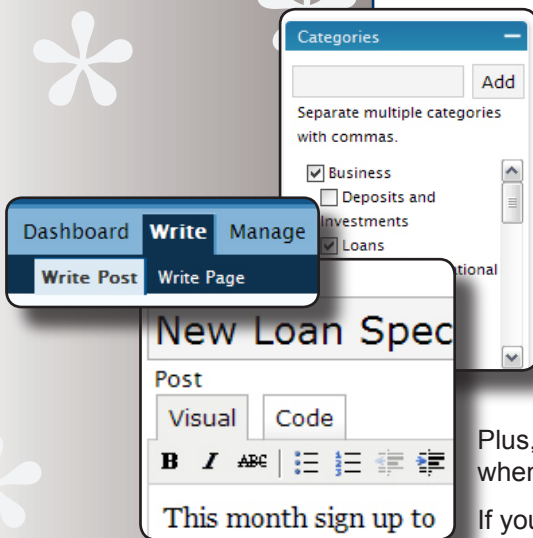 Categories
Add
Separate multiple categories
with commas.
Business
Deposits and
Investments
Loans
Dashboard Write Manage
Write Post Write Page
New Loan Spec
Post
Visual Code
B I ABC
This month sign up to
Plus,
If you